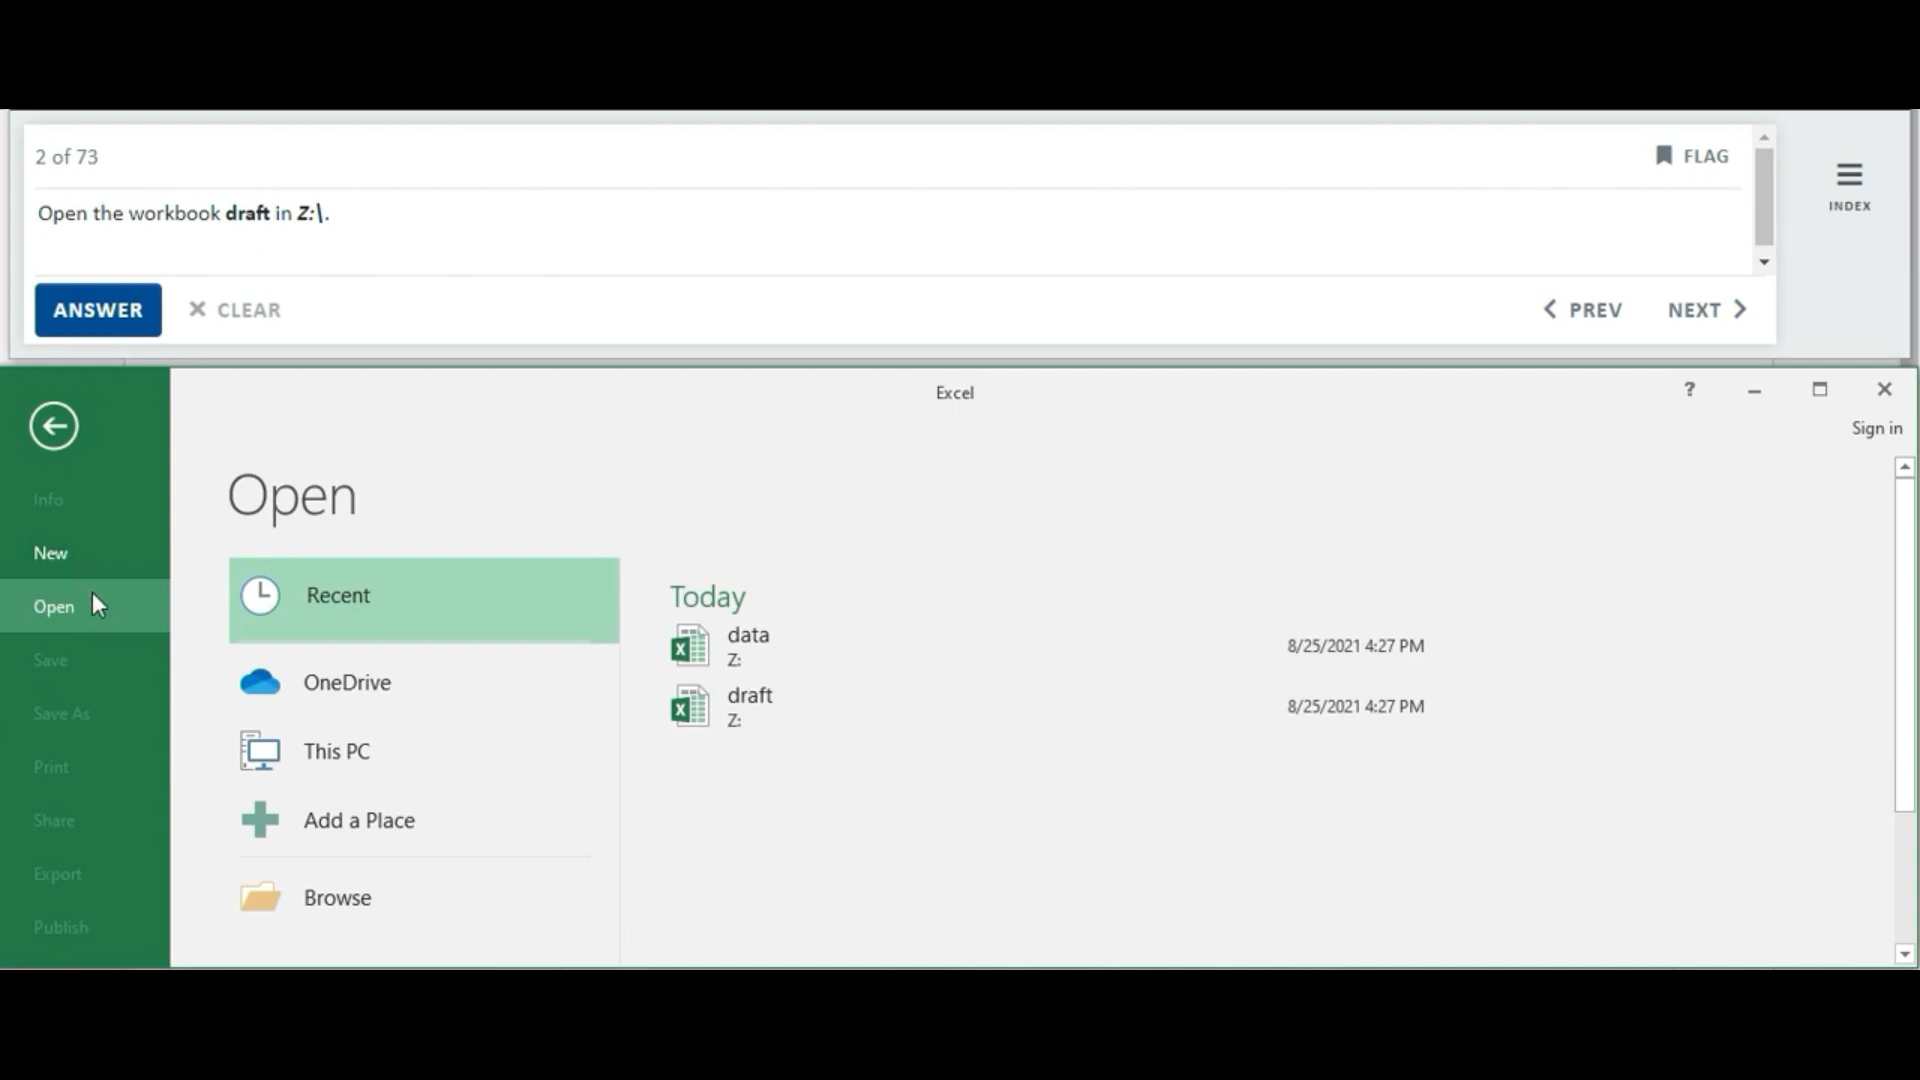 2 of 73
FLAG
INDEX
Open the workbook draft in Z:\.
ANSWER
CLEAR
PREV
NEXT
Excel
?
Sign in
Info
New
Open
Save
Save As
Print
Share
Export
Publish
Open
Recent
OneDrive
This PC
Add a Place
Browse
Today
data
Z:
8/25/2021 4:27 PM
draft
Z:
8/25/2021 4:27 PM